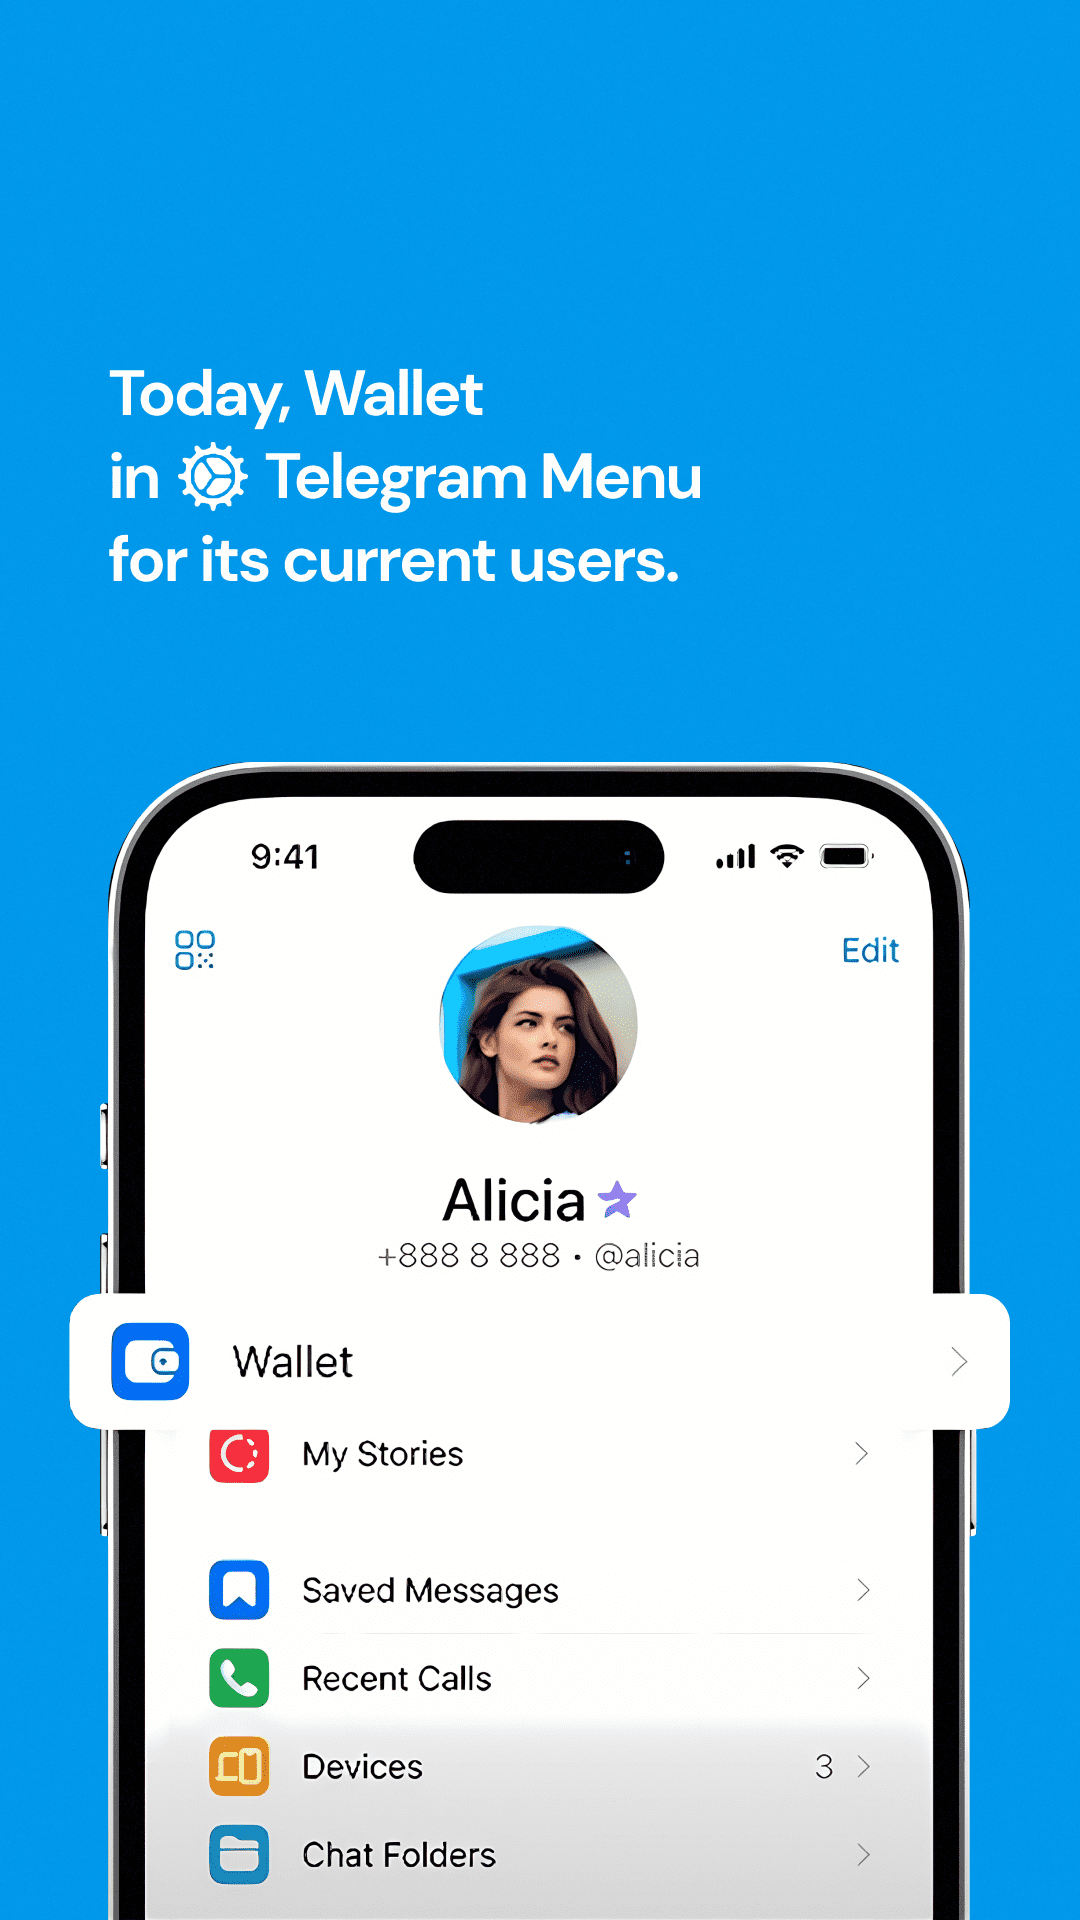 Today, Wallet
in Telegram Menu
for its current users.
9:41
Edit
Alicia
+888 8 888 • @alicia
Wallet
My Stories
Saved Messages
Recent Calls
Devices 3
Chat Folders